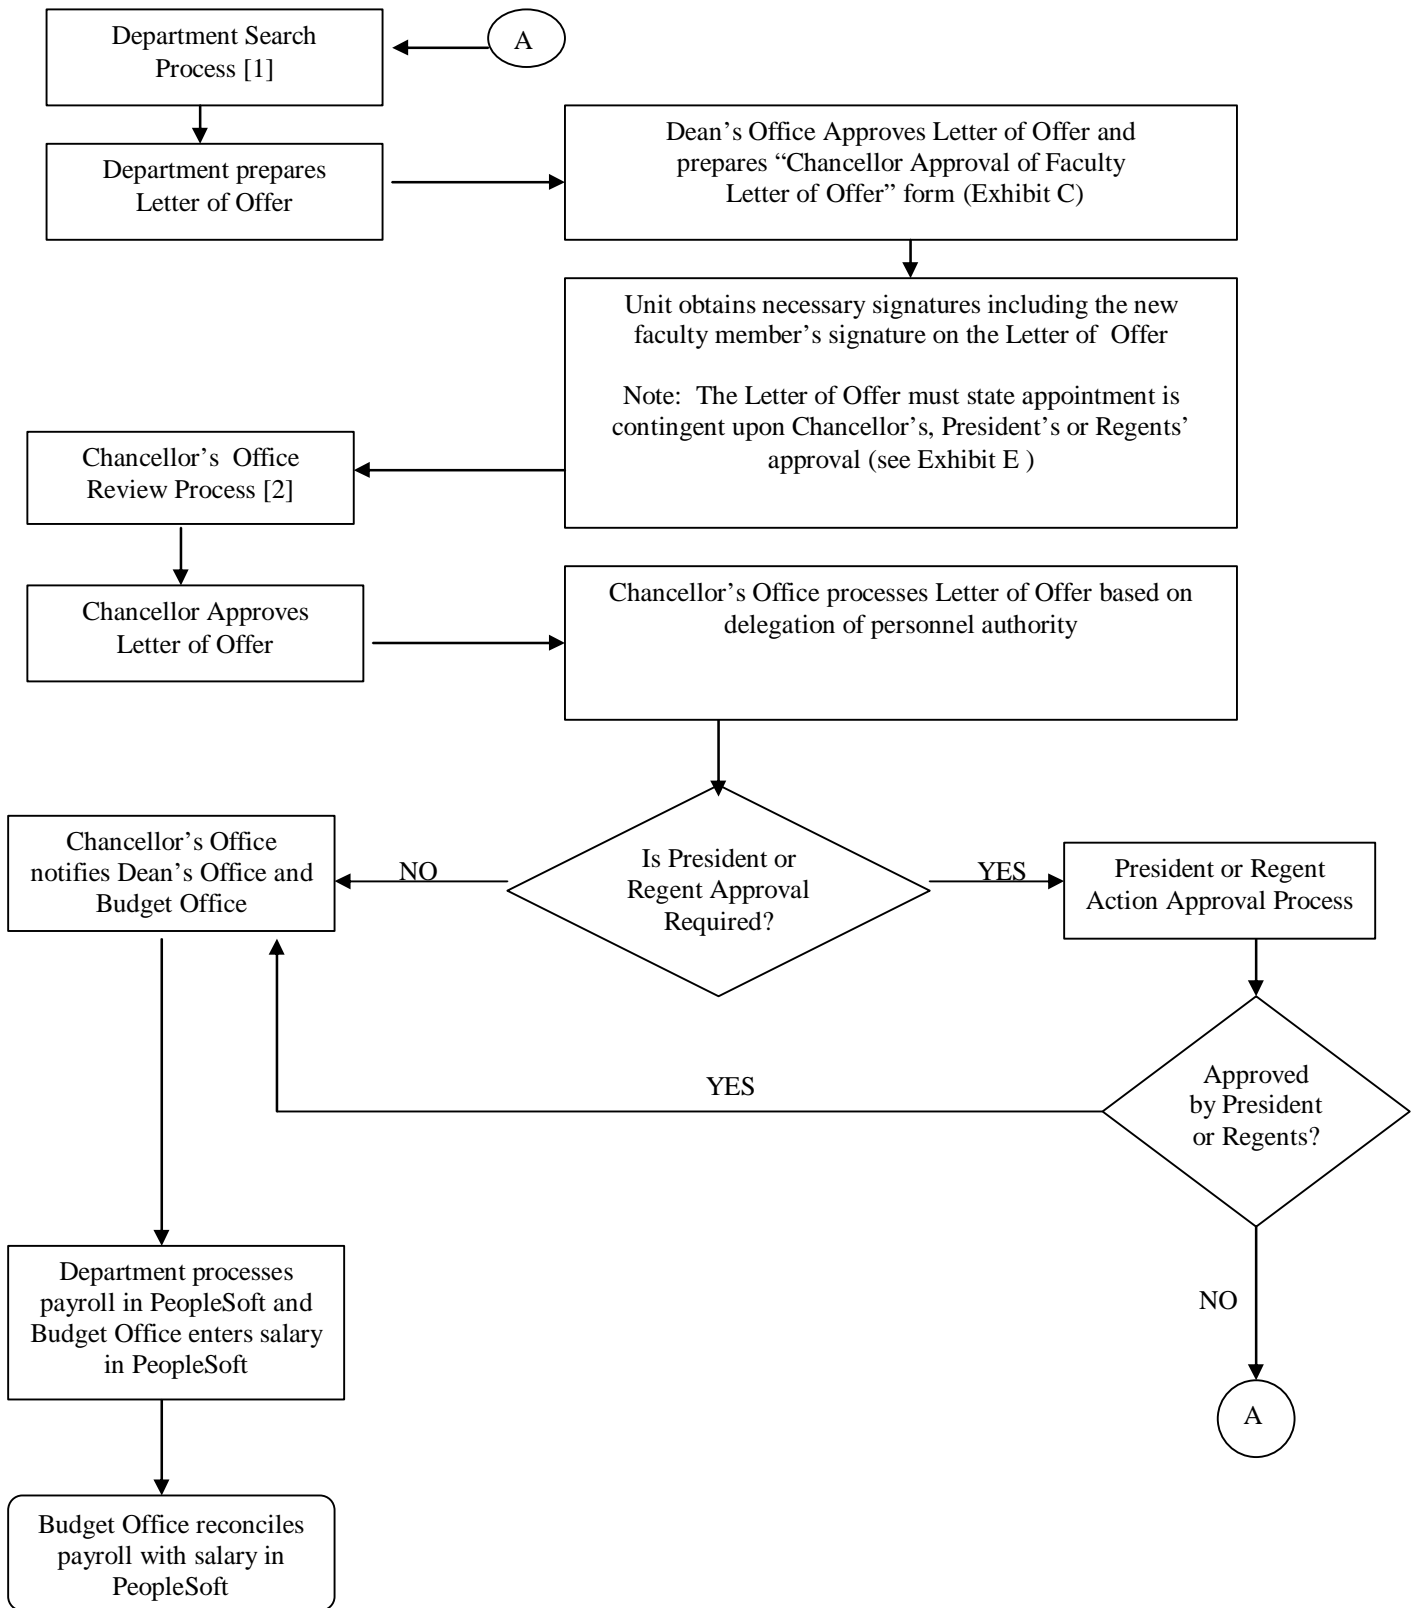 Department Search
Process [1]
A
Department prepares
Letter of Offer
Dean’s Office Approves Letter of Offer and
prepares “Chancellor Approval of Faculty
Letter of Offer” form (Exhibit C)
Unit obtains necessary signatures including the new
faculty member’s signature on the Letter of Offer
Note: The Letter of Offer must state appointment is
contingent upon Chancellor’s, President’s or Regents’
approval (see Exhibit E )
Chancellor’s Office
Review Process [2]
Chancellor Approves
Letter of Offer
Chancellor’s Office processes Letter of Offer based on
delegation of personnel authority
Is President or
Regent Approval
Required?
NO
YES
Chancellor’s Office
notifies Dean’s Office and
Budget Office
President or Regent
Action Approval Process
Approved
by President
or Regents?
YES
NO
A
Department processes
payroll in PeopleSoft and
Budget Office enters salary
in PeopleSoft
Budget Office reconciles
payroll with salary in
PeopleSoft